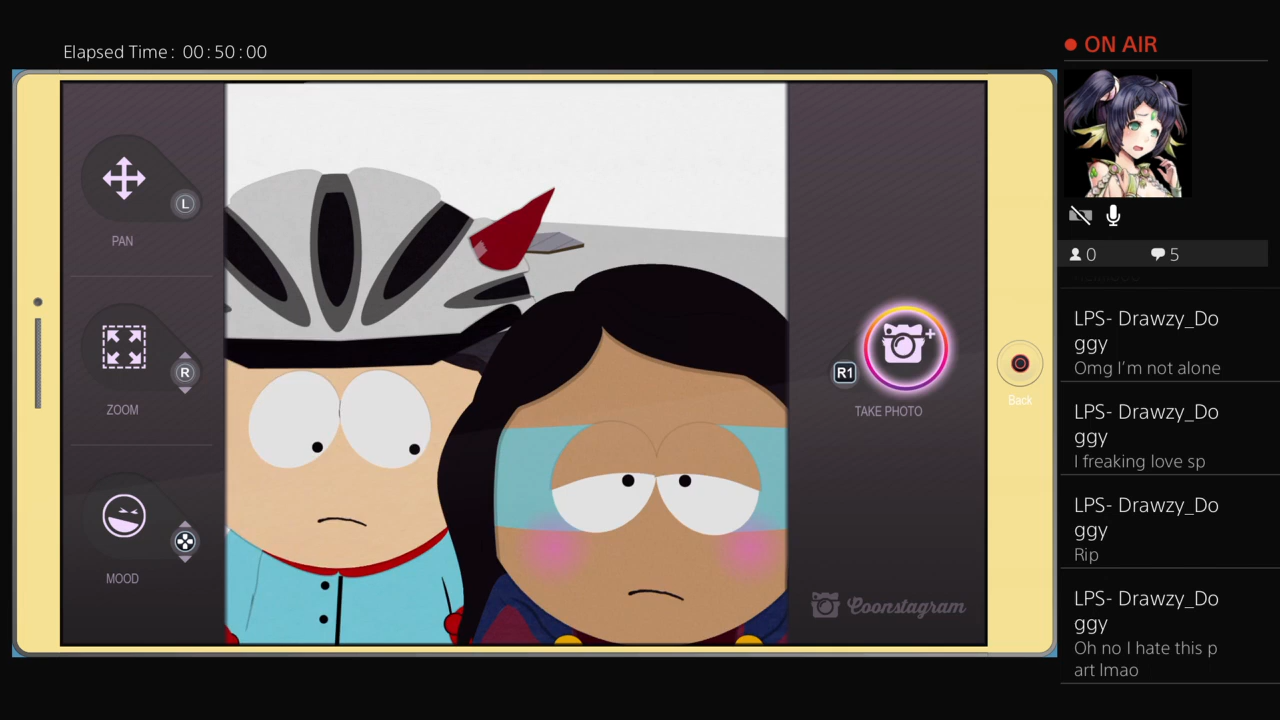 Elapsed Time: 00:50:00
ON AIR
L
PAN
R
ZOOM
MOOD
R1
TAKE PHOTO
Coonstagram
Back
0
5
LPS- Drawzy_Do
ggy
Omg I'm not alone
LPS- Drawzy_Do
ggy
I freaking love sp
LPS- Drawzy_Do
ggy
Rip
LPS- Drawzy_Do
ggy
Oh no I hate this p
art lmao